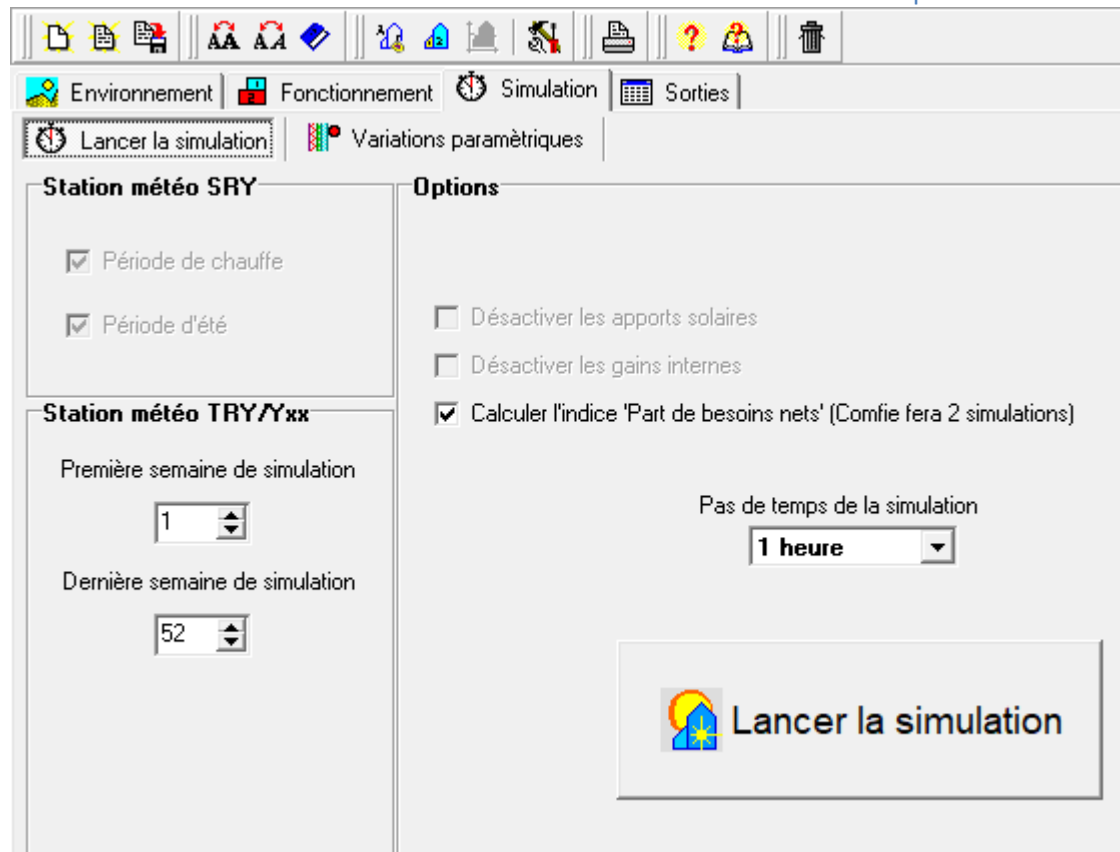 Environnement
Fonctionnement
Simulation
Sorties
Lancer la simulation
Variations paramètriques
Station météo SRY
Période de chauffe
Période d'été
Station météo TRY/Yxx
Première semaine de simulation
1
Dernière semaine de simulation
52
Options
Désactiver les apports solaires
Désactiver les gains internes
Calculer l'indice 'Part de besoins nets' (Comfie fera 2 simulations)
Pas de temps de la simulation
1 heure
Lancer la simulation